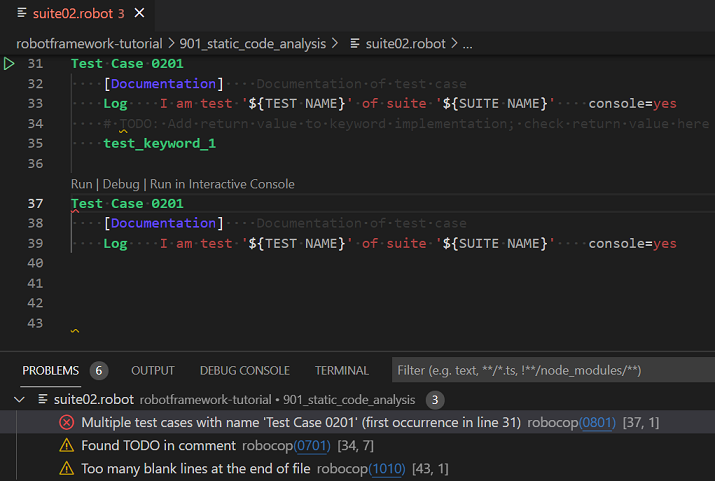 suite02.robot 3
robotframework-tutorial > 901_static_code_analysis > suite02.robot > ...
31 Test Case 0201
32 [Documentation] Documentation of test case
33 Log I am test '${TEST NAME}' of suite '${SUITE NAME}' console=yes
34 # TODO: Add return value to keyword implementation; check return value here
35 test_keyword_1
36
Run | Debug | Run in Interactive Console
37 Test Case 0201
38 [Documentation] Documentation of test case
39 Log I am test '${TEST NAME}' of suite '${SUITE NAME}' console=yes
40
41
42
43
PROBLEMS 6 OUTPUT DEBUG CONSOLE TERMINAL Filter (e.g. text, **/*.ts, !**/node_modules/**)
suite02.robot robotframework-tutorial • 901_static_code_analysis 3
Multiple test cases with name 'Test Case 0201' (first occurrence in line 31) robocop(0801) [37, 1]
Found TODO in comment robocop(0701) [34, 7]
Too many blank lines at the end of file robocop(1010) [43, 1]